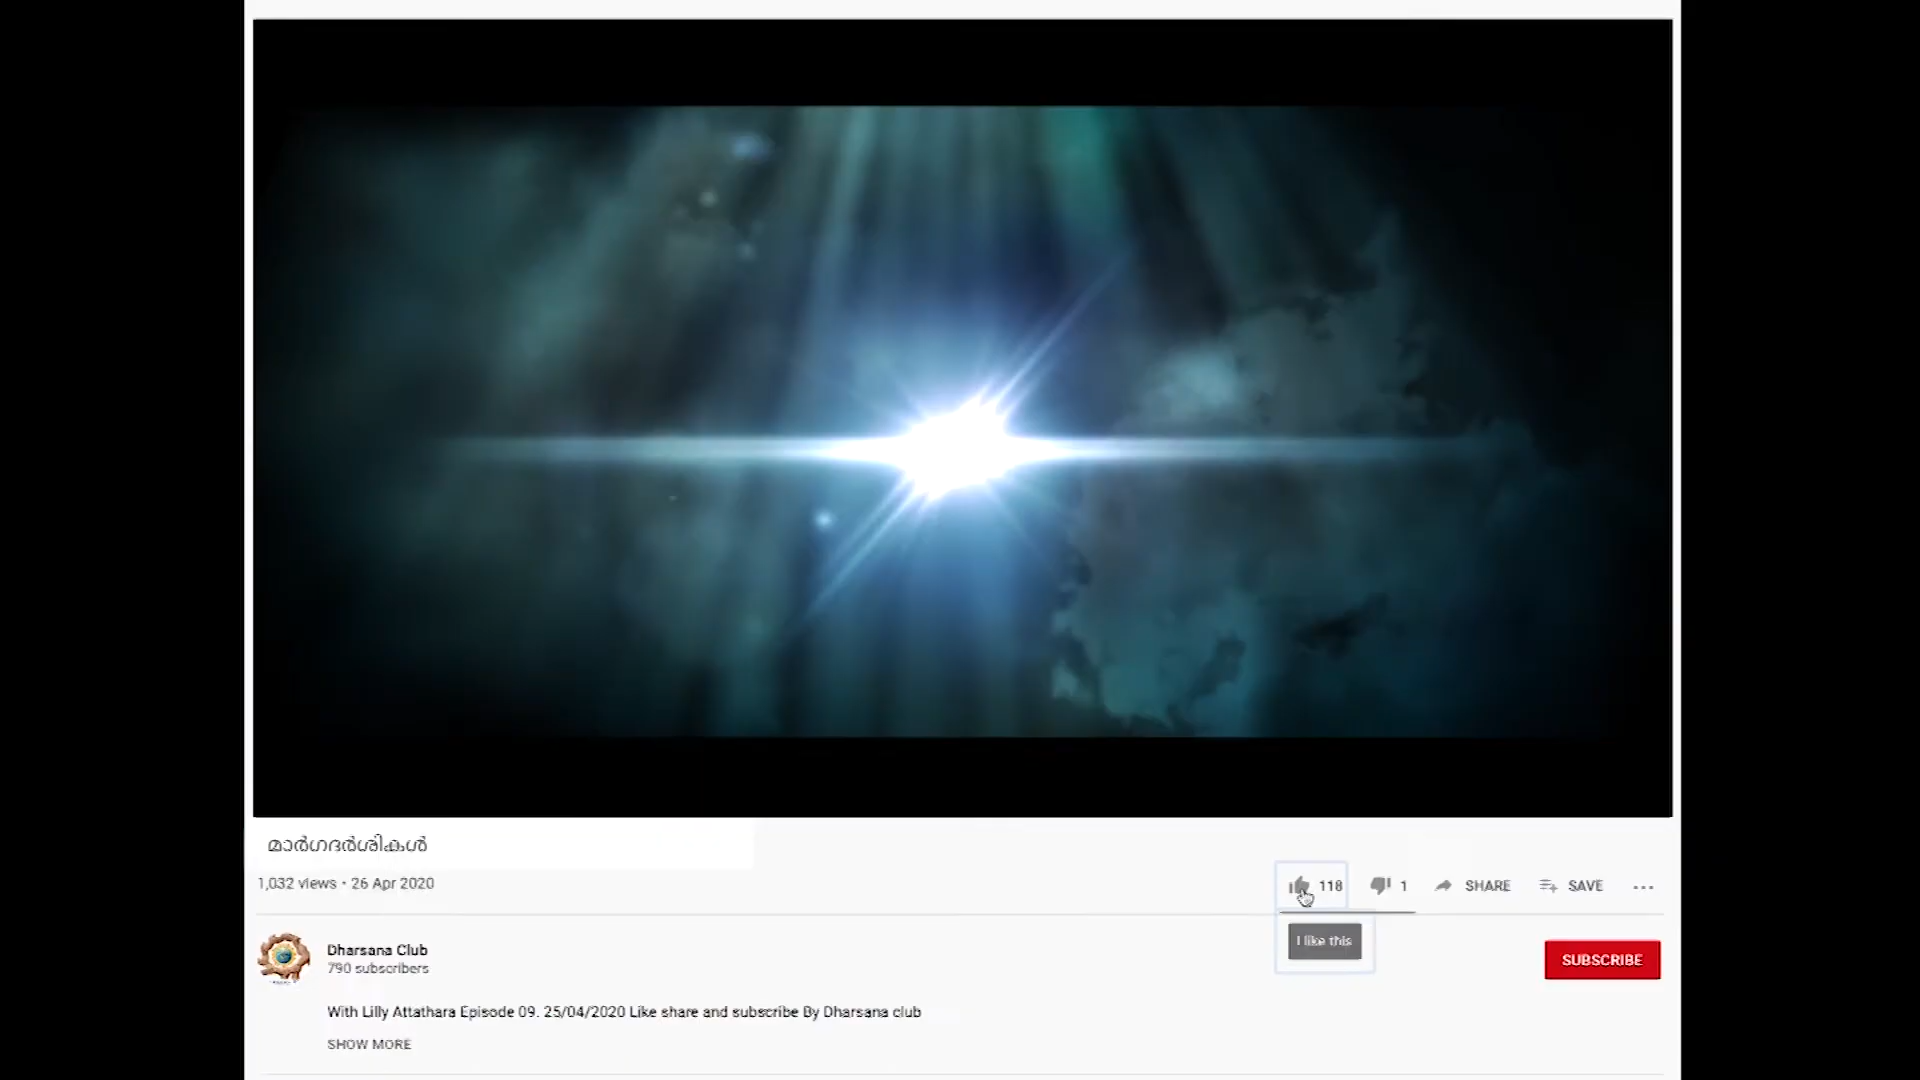 മാർഗദർശികൾ
1,032 views • 26 Apr 2020
118
1
SHARE
SAVE
I like this
Dharsana Club
790 subscribers
SUBSCRIBE
With Lilly Attathara Episode 09. 25/04/2020 Like share and subscribe By Dharsana club
SHOW MORE